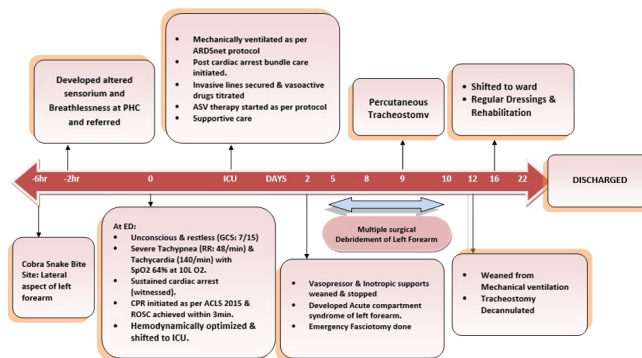 Developed altered
sensorium and
Breathlessness at PHC
and referred
• Mechanically ventilated as per
ARDSnet protocol
• Post cardiac arrest bundle care
initiated.
• Invasive lines secured & vasoactive
drugs titrated
• ASV therapy started as per protocol
• Supportive care
Percutaneous
Tracheostomv
• Shifted to ward
• Regular Dressings &
Rehabilitation
-6hr -2hr 0 ICU DAYS 2 5 8 9 10 12 16 22
DISCHARGED
Cobra Snake Bite
Site: Lateral
aspect of left
forearm
At ED:
• Unconscious & restless (GCS: 7/15)
• Severe Tachypnea (RR: 48/min) &
Tachycardia (140/min) with
SpO2 64% at 10L O2.
• Sustained cardiac arrest
(witnessed).
• CPR initiated as per ACLS 2015 &
ROSC achieved within 3min.
• Hemodynamically optimized &
shifted to ICU.
Multiple surgical
Debridement of Left Forearm
• Vasopressor & Inotropic supports
weaned & stopped
• Developed Acute compartment
syndrome of left forearm.
• Emergency Fasciotomy done
• Weaned from
Mechanical ventilation
• Tracheostomy
Decannulated